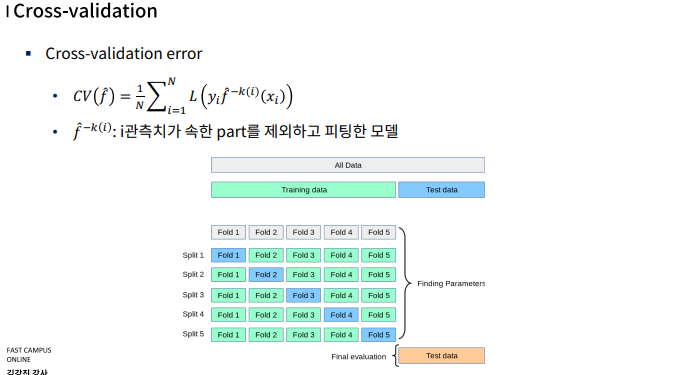 Cross-validation
Cross-validation error
CV(f̂) = 1/N ∑_{i=1}^{N} L(y_i f̂^{-k(i)}(x_i))
f̂^{-k(i)}: i관측치가 속한 part를 제외하고 피팅한 모델
All Data
Training data Test data
Fold 1 Fold 2 Fold 3 Fold 4 Fold 5
Split 1 Fold 1 Fold 2 Fold 3 Fold 4 Fold 5
Split 2 Fold 1 Fold 2 Fold 3 Fold 4 Fold 5
Finding Parameters
Split 3 Fold 1 Fold 2 Fold 3 Fold 4 Fold 5
Split 4 Fold 1 Fold 2 Fold 3 Fold 4 Fold 5
Split 5 Fold 1 Fold 2 Fold 3 Fold 4 Fold 5
Final evaluation Test data
FAST CAMPUS
ONLINE
강사